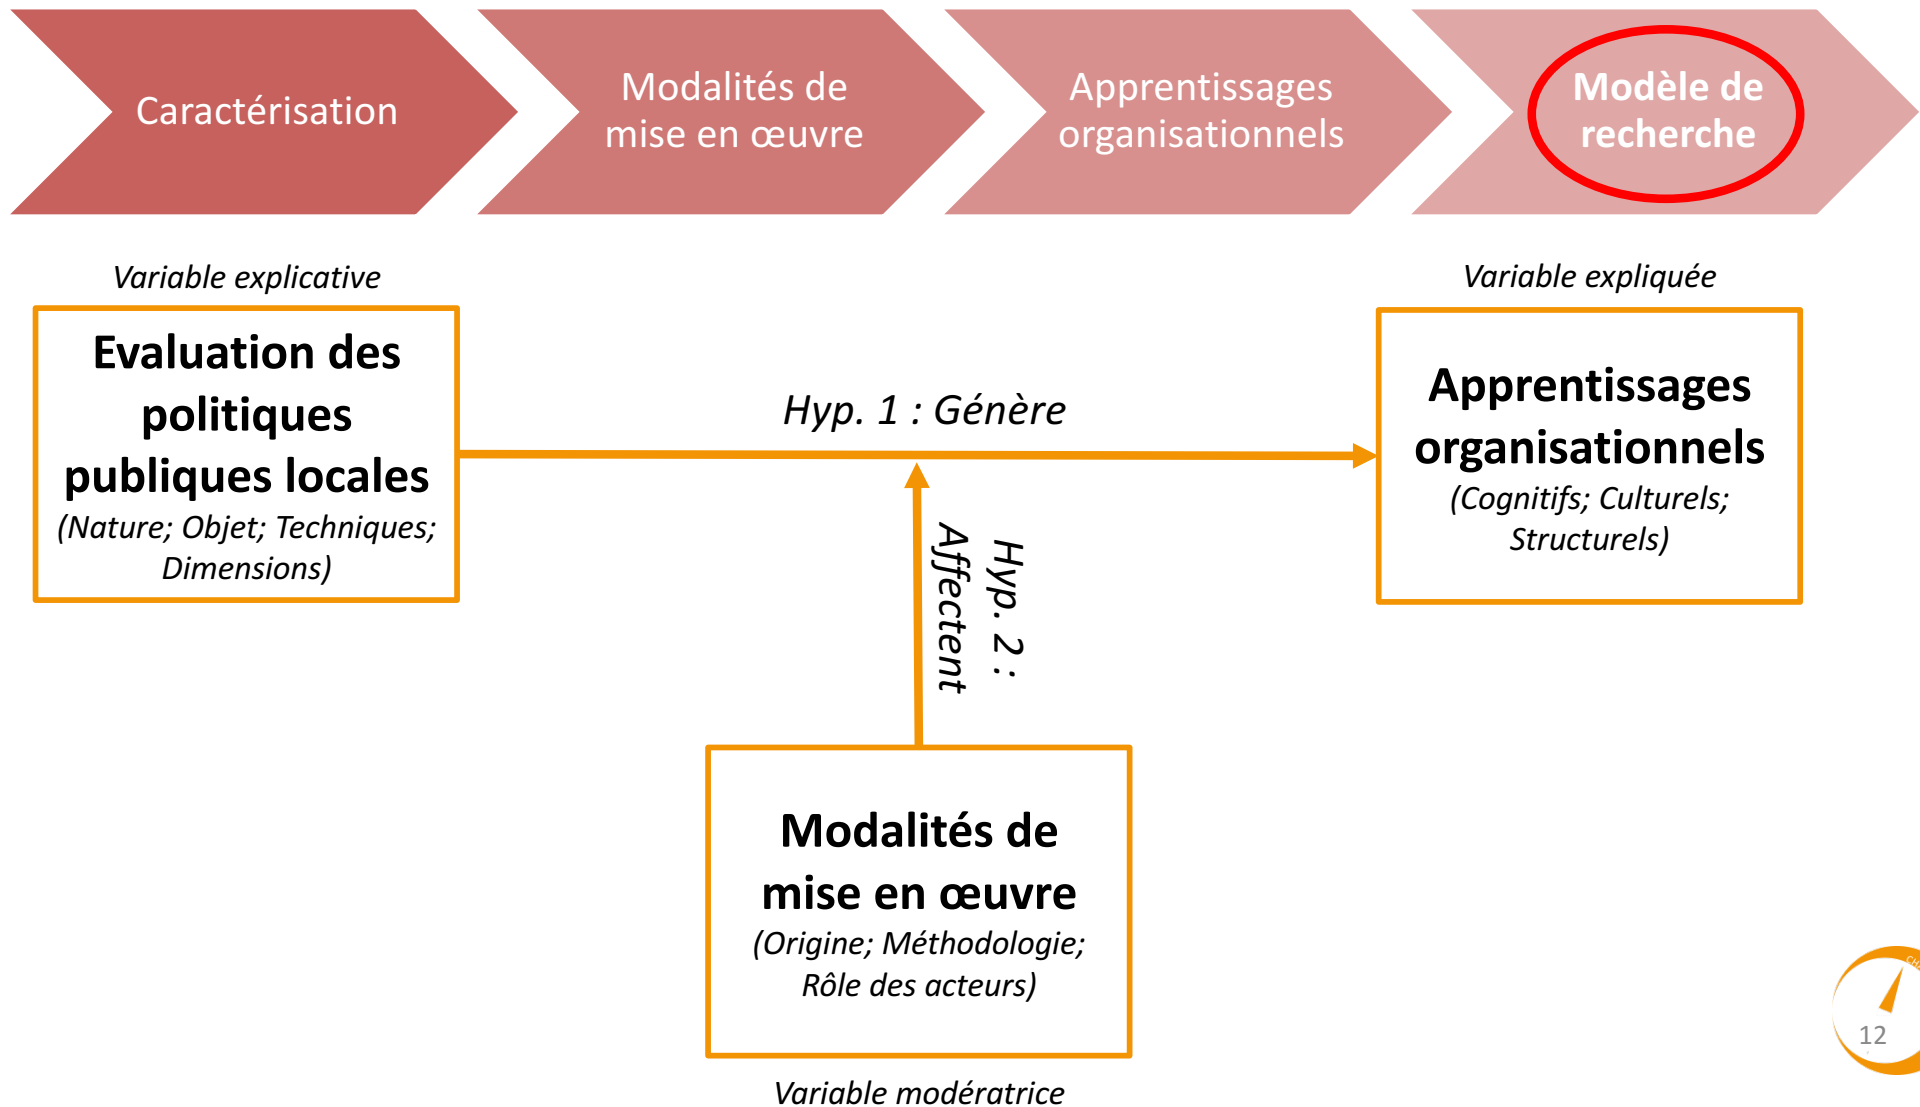 Caractérisation
Modalités de
mise en œuvre
Apprentissages
organisationnels
Modèle de
recherche
Variable explicative
Evaluation des
politiques
publiques locales
(Nature; Objet; Techniques;
Dimensions)
Hyp. 1 : Génère
Variable expliquée
Apprentissages
organisationnels
(Cognitifs; Culturels;
Structurels)
Hyp. 2 :
Affectent
Modalités de
mise en œuvre
(Origine; Méthodologie;
Rôle des acteurs)
Variable modératrice
12